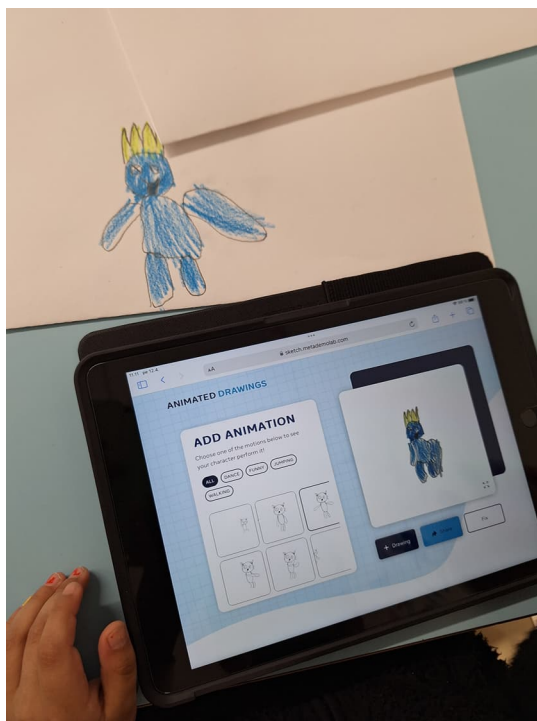 sketch.metademolab.com
AA
ANIMATED DRAWINGS
ADD ANIMATION
Choose one of the motions below to see
your character perform it!
ALL
DANCE
FUNNY
JUMPING
WALKING
+ Drawing